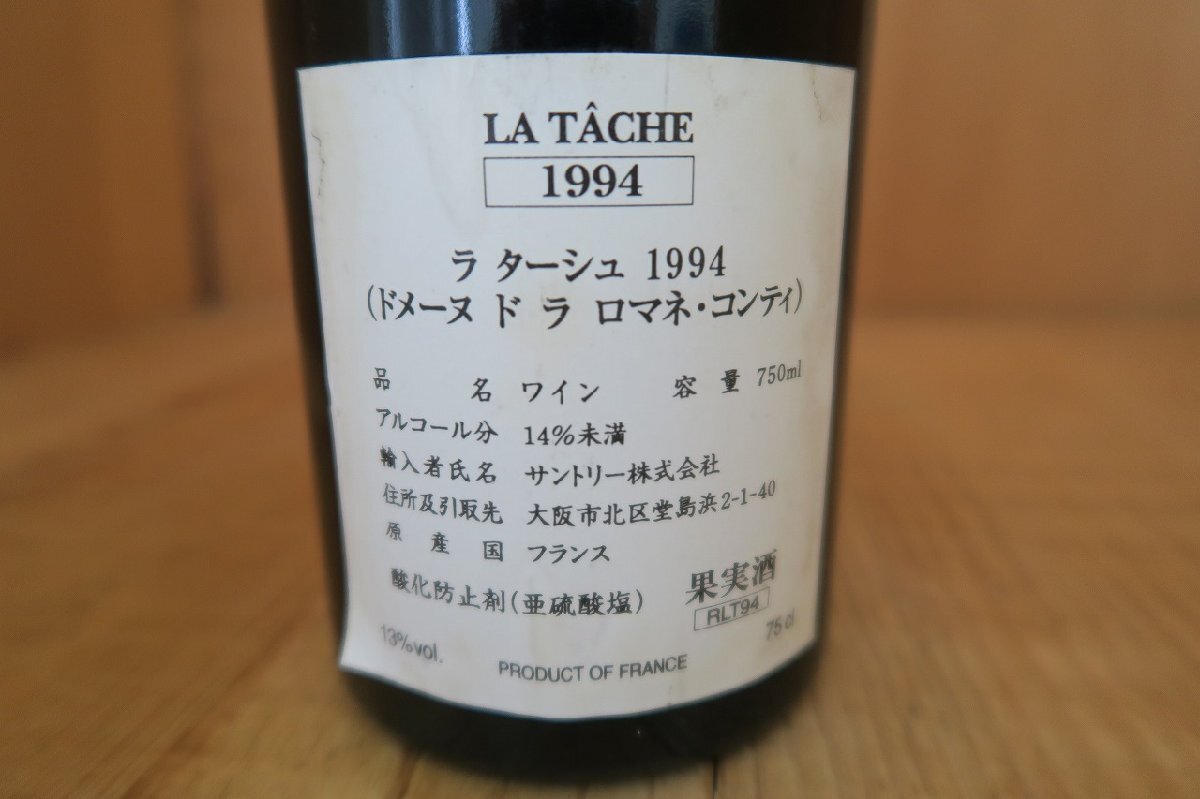 LA TÂCHE
1994
ラ ターシュ 1994
(ドメーヌ ド ラ ロマネ・コンティ)
品名 ワイン 容量 750ml
アルコール分 14%未満
輸入者氏名 サントリー株式会社
住所及引取先 大阪市北区堂島浜2-1-40
原産国 フランス
酸化防止剤(亜硫酸塩) 果実酒
RLT94
13%vol. 75 cl
PRODUCT OF FRANCE